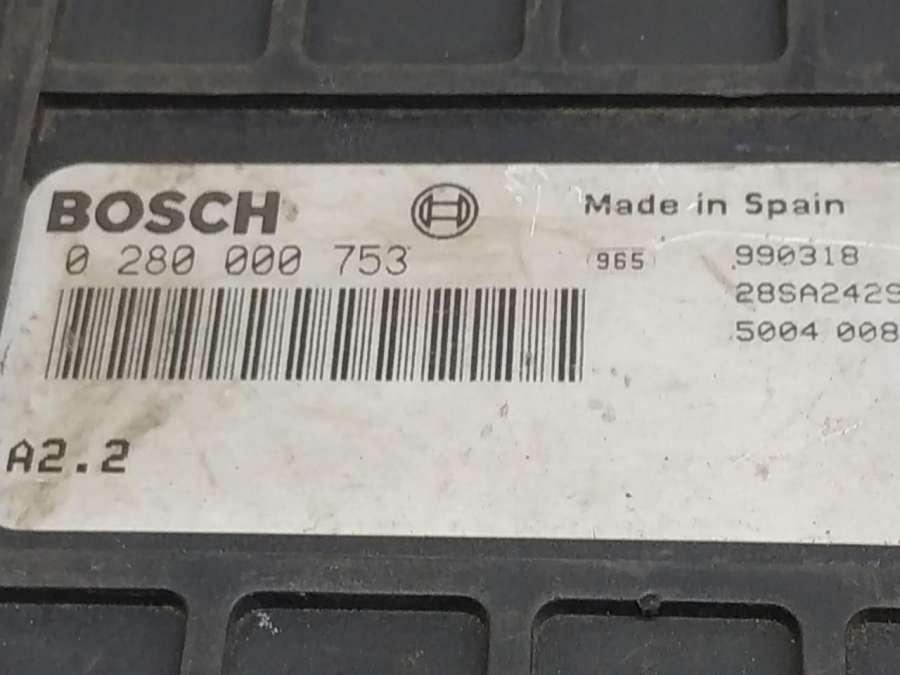 BOSCH
Made in Spain
0 280 000 753
(965)
990318
28SA2429
5004 008
A2.2